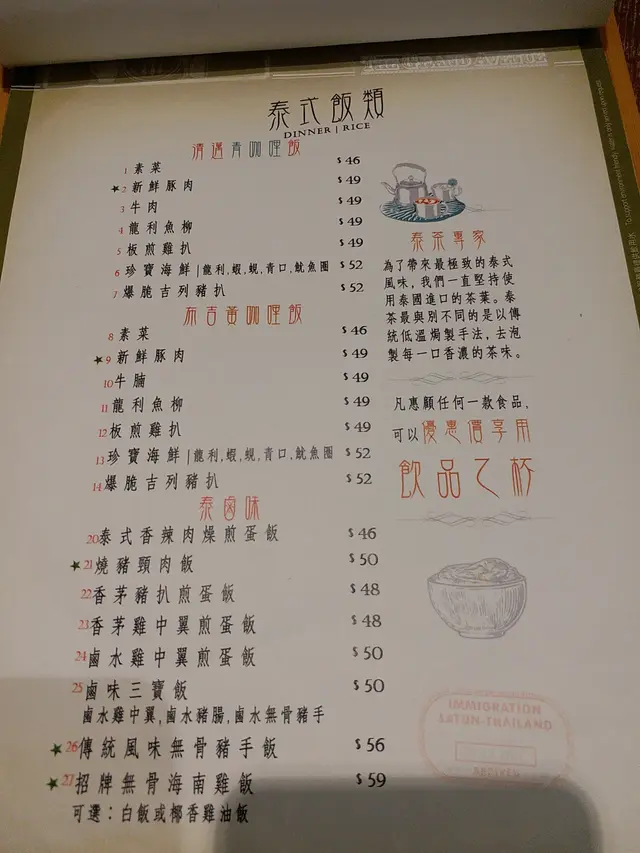 泰式飯類
DINNER | RICE
清邁青咖喱飯
1 素菜 $46
★2 新鮮豚肉 $49
3 牛肉 $49
4 龍利魚柳 $49
5 板煎雞扒 $49
6 珍寶海鮮|龍利,蝦,蜆,青口,魷魚圈 $52
7 爆脆吉列豬扒 $52
布吉黃咖喱飯
8 素菜 $46
★9 新鮮豚肉 $49
10 牛腩 $49
11 龍利魚柳 $49
12 板煎雞扒 $49
13 珍寶海鮮|龍利,蝦,蜆,青口,魷魚圈 $52
14 爆脆吉列豬扒 $52
泰鹵味
20 泰式香辣肉燥煎蛋飯 $46
★21 燒豬頸肉飯 $50
22 香茅豬扒煎蛋飯 $48
23 香茅雞中翼煎蛋飯 $48
24 鹵水雞中翼煎蛋飯 $50
25 鹵味三寶飯 $50
鹵水雞中翼,鹵水豬腸,鹵水無骨豬手
★26 傳統風味無骨豬手飯 $56
★27 招牌無骨海南雞飯 $59
可選：白飯或椰香雞油飯
泰茶專家
為了帶來最極致的泰式
風味,我們一直堅持使
用泰國進口的茶葉。泰
茶最與別不同的是以傳
統低溫焗製手法,去泡
製每一口香濃的茶味。
凡惠顧任何一款食品,
可以優惠價享用
飲品乙杯
IMMIGRATION
SATUN-THAILAND